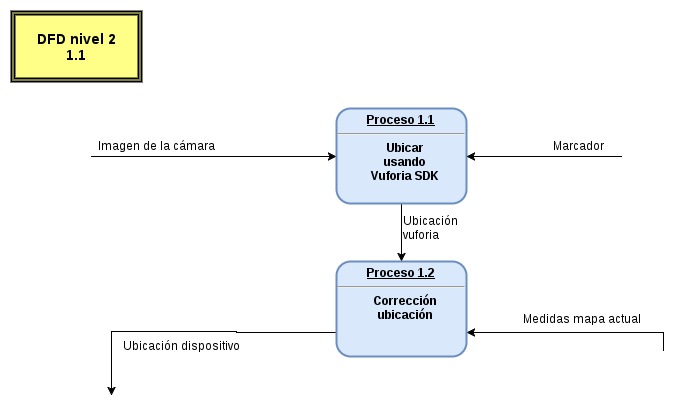 DFD nivel 2
1.1
Proceso 1.1
Imagen de la cámara
Ubicar
usando
Vuforia SDK
Marcador
Ubicación
vuforia
Proceso 1.2
Corrección
ubicación
Medidas mapa actual
Ubicación dispositivo